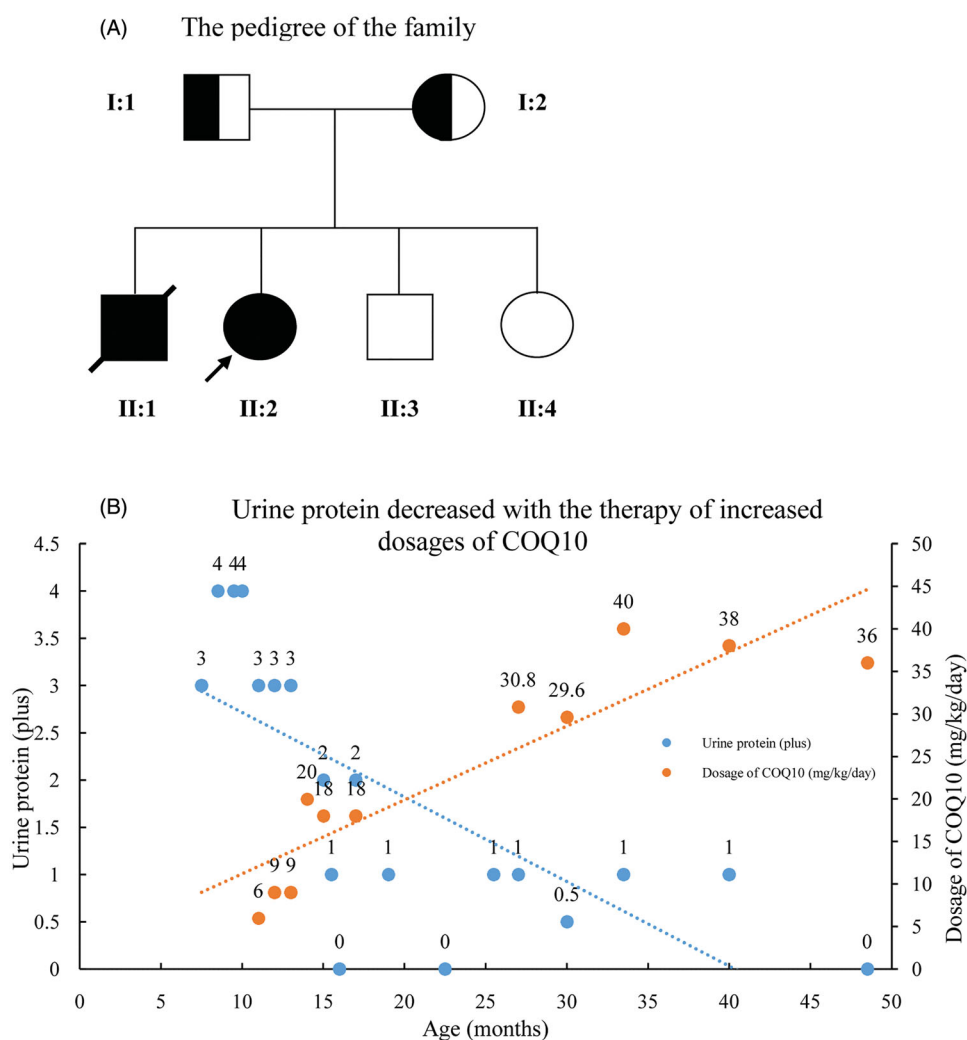 (A) The pedigree of the family
I:1
I:2
II:1
II:2
II:3
II:4
(B) Urine protein decreased with the therapy of increased
dosages of COQ10
4.5
4
3.5
3
2.5
2
1.5
1
0.5
0
Urine protein (plus)
4 4 4
3 3 3 3
2 2
20
18 18
9 9
6
1 1 1 1 1 1
0.5
0 0 0
30.8
29.6
40
38
36
Urine protein (plus)
Dosage of COQ10 (mg/kg/day)
50
45
40
35
30
25
20
15
10
5
0
Dosage of COQ10 (mg/kg/day)
0 5 10 15 20 25 30 35 40 45 50
Age (months)